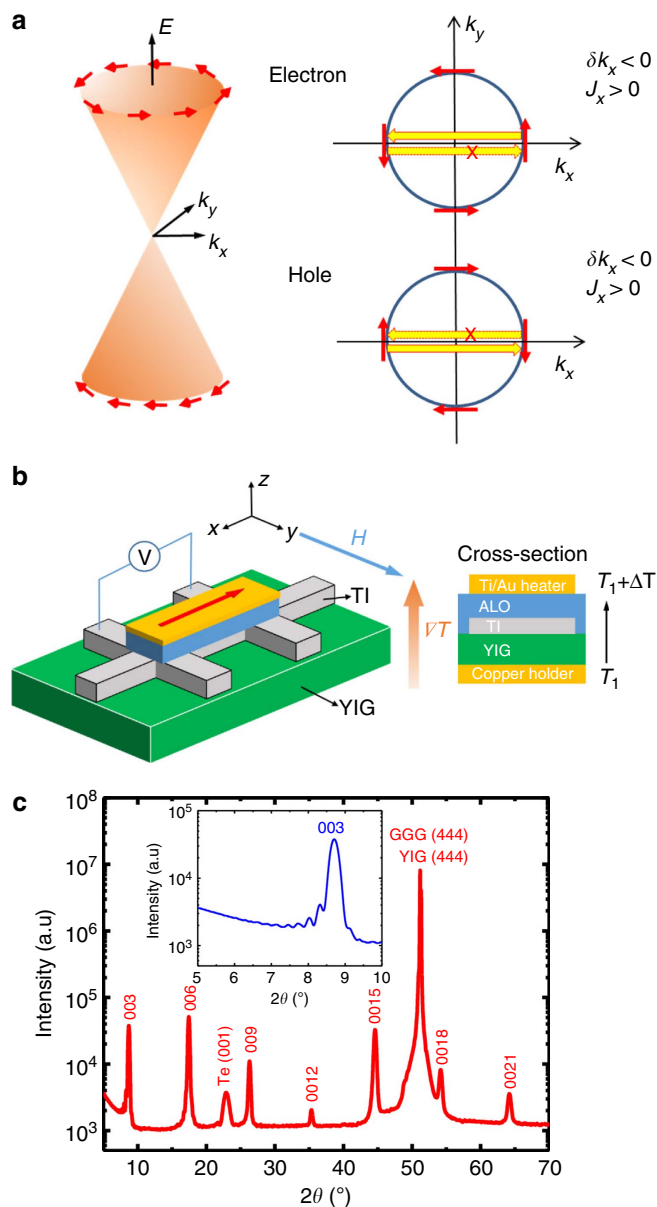 a
E
k_y
k_x
Electron
k_y
δk_x < 0
J_x > 0
X
k_x
Hole
δk_x < 0
J_x > 0
X
k_x
b
z
x
y
H
V
TI
∇T
YIG
Cross-section
Ti/Au heater
ALO
TI
YIG
Copper holder
T_1+ΔT
T_1
c
10^8
10^7
10^6
10^5
10^4
10^3
Intensity (a.u)
10 20 30 40 50 60 70
2θ (°)
003
006
Te (001)
009
0012
0015
GGG (444)
YIG (444)
0018
0021
10^5
10^4
10^3
Intensity (a.u)
003
5 6 7 8 9 10
2θ (°)